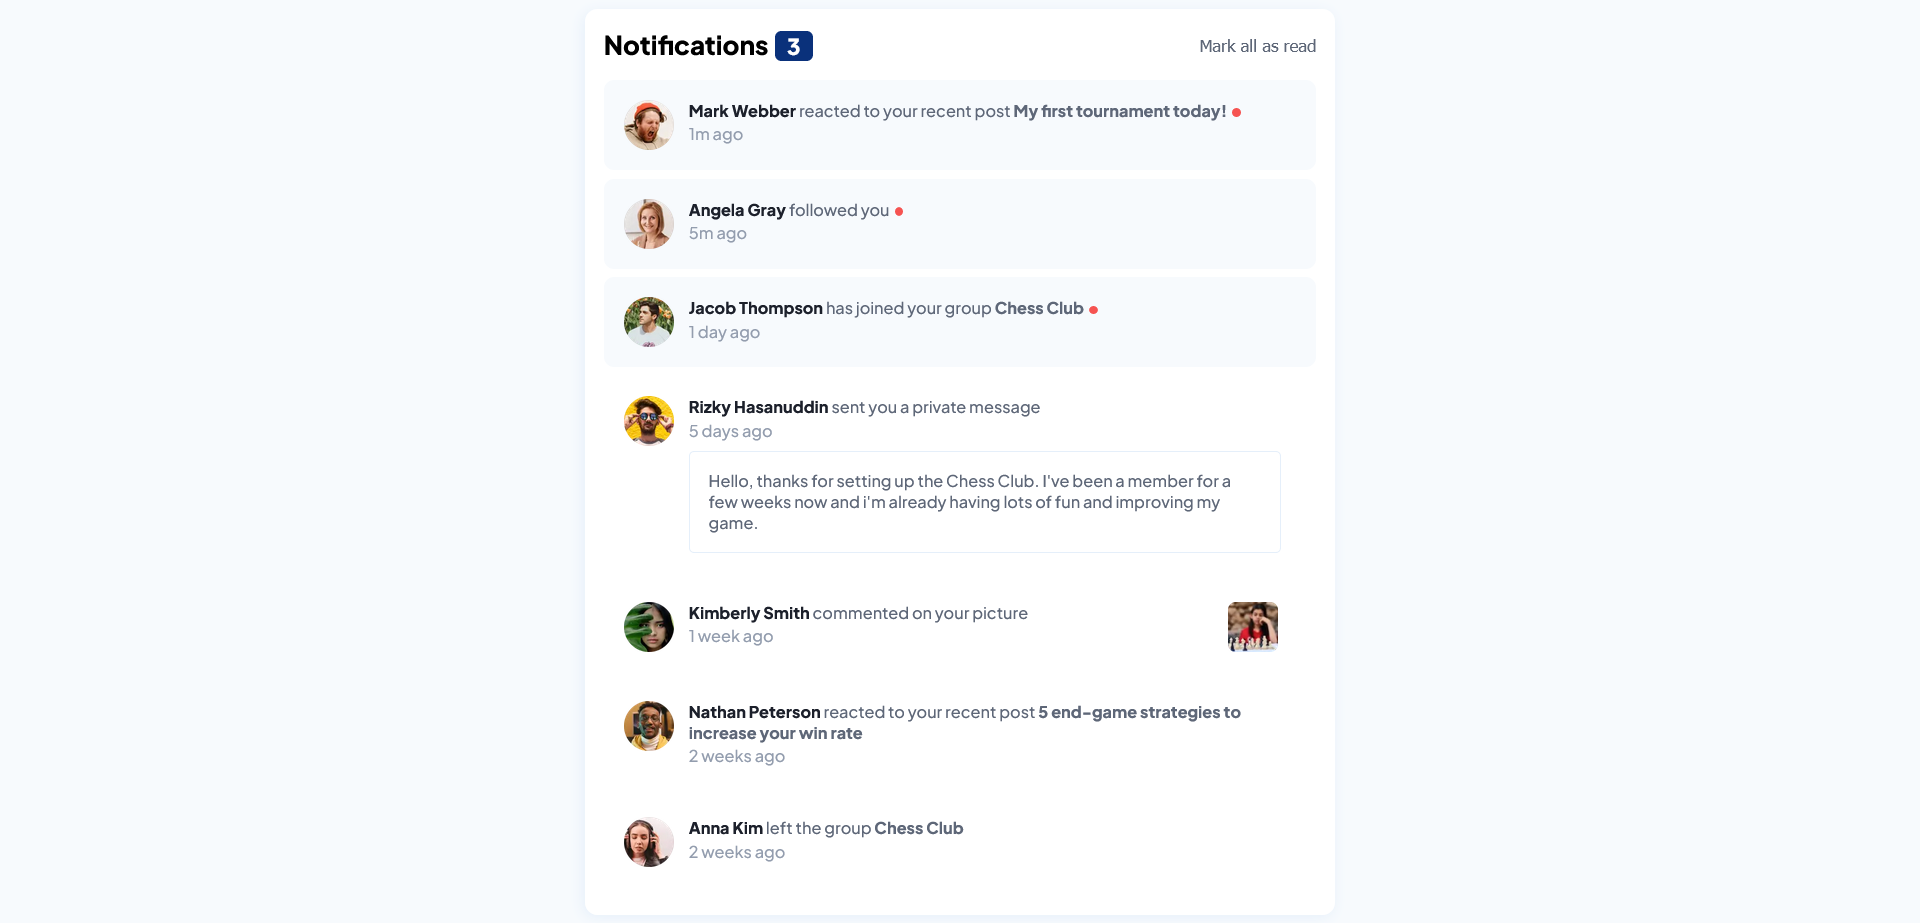 Notifications 3
Mark all as read
Mark Webber reacted to your recent post My first tournament today!
1m ago
Angela Gray followed you
5m ago
Jacob Thompson has joined your group Chess Club
1 day ago
Rizky Hasanuddin sent you a private message
5 days ago
Hello, thanks for setting up the Chess Club. I've been a member for a
few weeks now and i'm already having lots of fun and improving my
game.
Kimberly Smith commented on your picture
1 week ago
Nathan Peterson reacted to your recent post 5 end-game strategies to
increase your win rate
2 weeks ago
Anna Kim left the group Chess Club
2 weeks ago